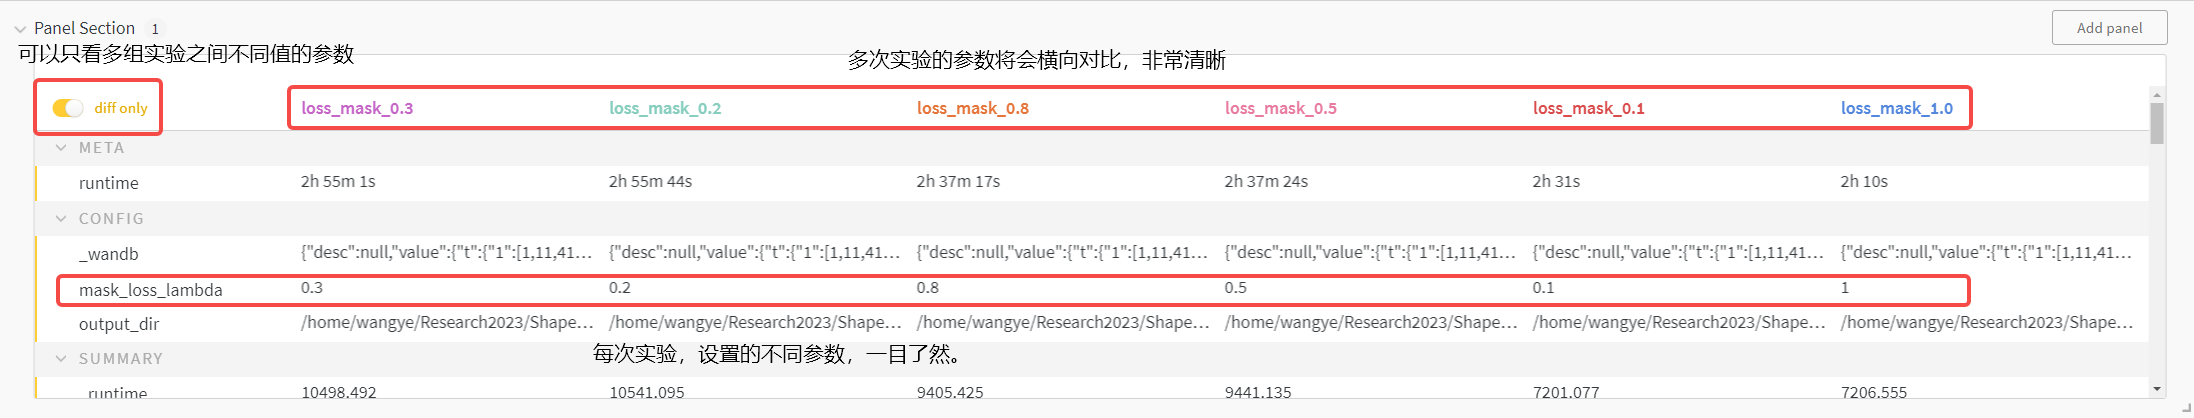 Panel Section 1 Add panel
可以只看多组实验之间不同值的参数
多次实验的参数将会横向对比，非常清晰
diff only loss_mask_0.3 loss_mask_0.2 loss_mask_0.8 loss_mask_0.5 loss_mask_0.1 loss_mask_1.0
META
runtime 2h 55m 1s 2h 55m 44s 2h 37m 17s 2h 37m 24s 2h 31s 2h 10s
CONFIG
_wandb {"desc":null,"value":{"t":{"1":[1,11,41... {"desc":null,"value":{"t":{"1":[1,11,41... {"desc":null,"value":{"t":{"1":[1,11,41... {"desc":null,"value":{"t":{"1":[1,11,41... {"desc":null,"value":{"t":{"1":[1,11,41... {"desc":null,"value":{"t":{"1":[1,11,41...
mask_loss_lambda 0.3 0.2 0.8 0.5 0.1 1
output_dir /home/wangye/Research2023/Shape... /home/wangye/Research2023/Shape... /home/wangye/Research2023/Shape... /home/wangye/Research2023/Shape... /home/wangye/Research2023/Shape... /home/wangye/Research2023/Shape...
每次实验，设置的不同参数，一目了然。
SUMMARY
_runtime 10498.492 10541.095 9405.425 9441.135 7201.077 7206.555